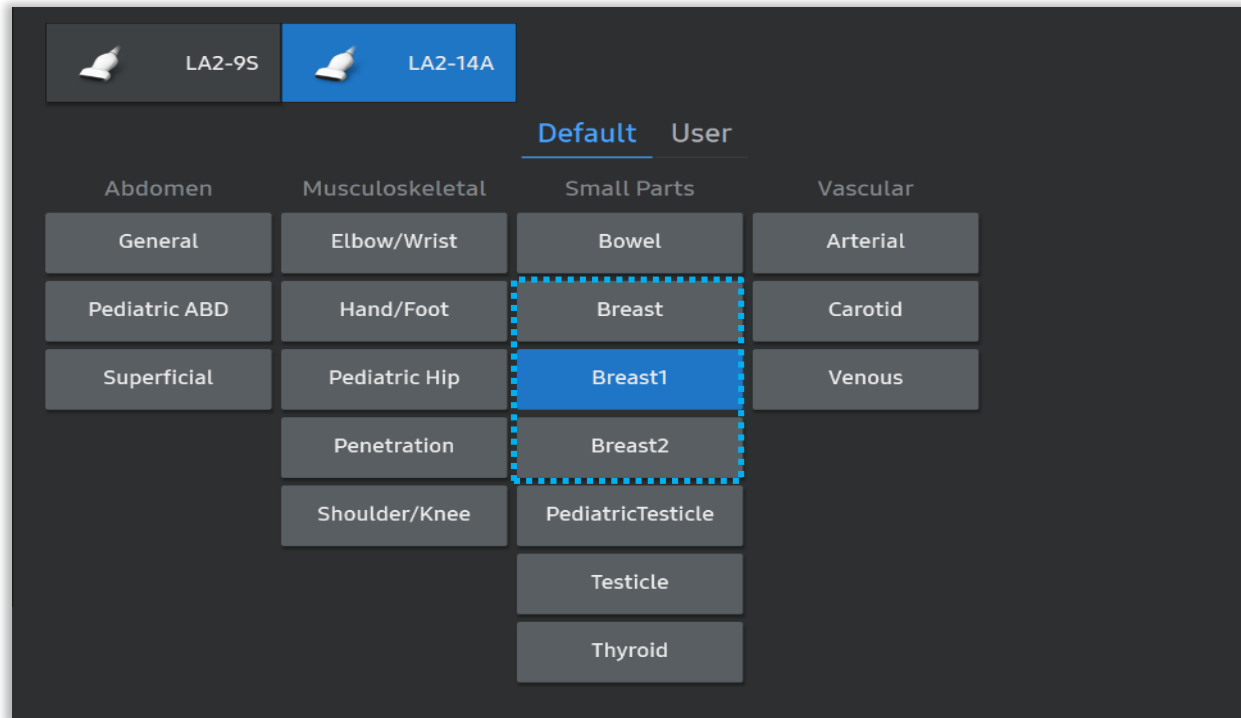 LA2-9S LA2-14A
Default User
Abdomen Musculoskeletal Small Parts Vascular
General Elbow/Wrist Bowel Arterial
Pediatric ABD Hand/Foot Breast Carotid
Superficial Pediatric Hip Breast1 Venous
Penetration Breast2
Shoulder/Knee PediatricTesticle
Testicle
Thyroid